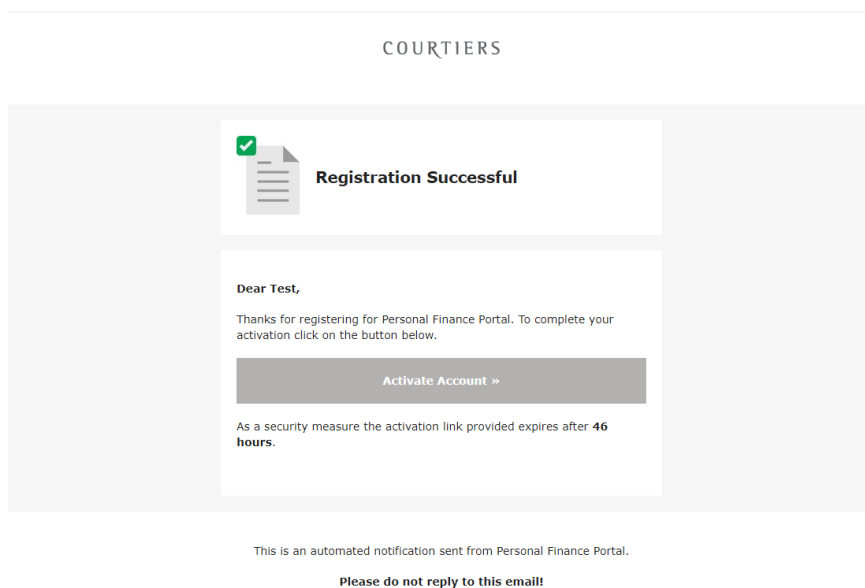 COURTIERS
Registration Successful
Dear Test,
Thanks for registering for Personal Finance Portal. To complete your
activation click on the button below.
Activate Account »
As a security measure the activation link provided expires after 46
hours.
This is an automated notification sent from Personal Finance Portal.
Please do not reply to this email!